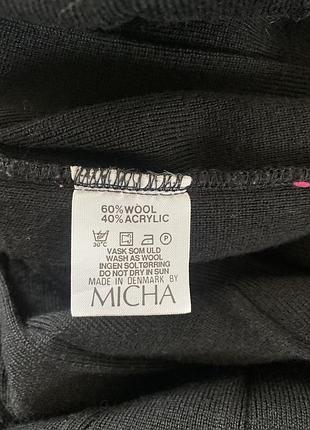 60%WOOL
40%ACRYLIC
30°C P
VASK SOM ULD
WASH AS WOOL
INGEN SOLTØRRING
DO NOT DRY IN SUN
MADE IN DENMARK BY
MICHA